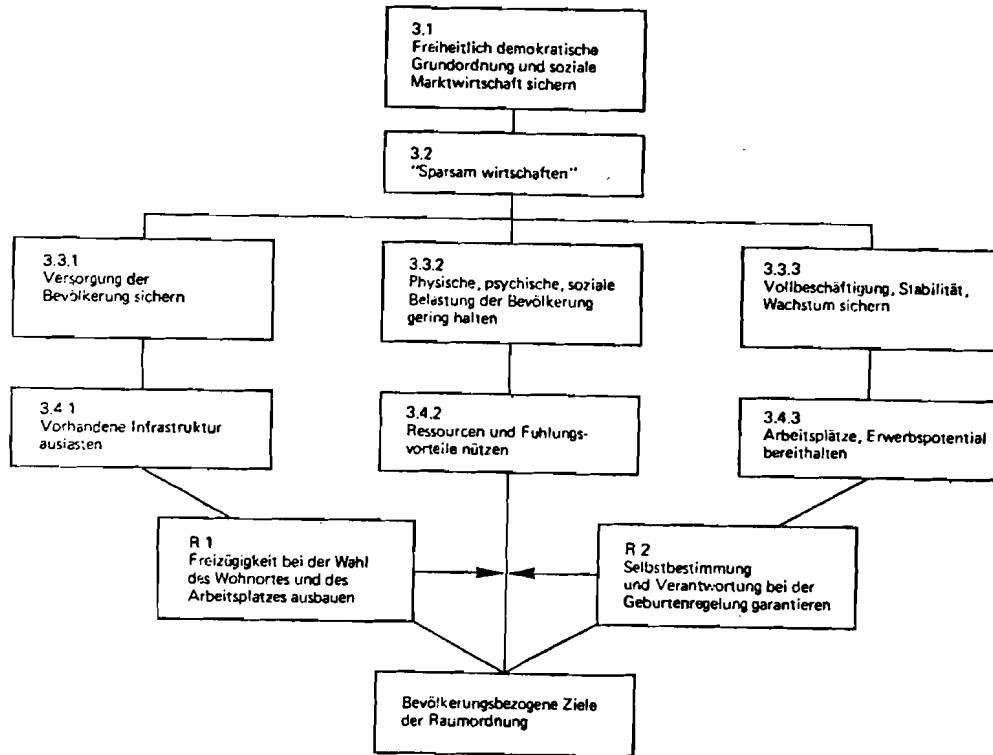 3.1
Freiheitlich demokratische
Grundordnung und soziale
Marktwirtschaft sichern
3.2
"Sparsam wirtschaften"
3.3.1
Versorgung der
Bevölkerung sichern
3.3.2
Physische, psychische, soziale
Belastung der Bevölkerung
gering halten
3.3.3
Vollbeschäftigung, Stabilität,
Wachstum sichern
3.4.1
Vorhandene Infrastruktur
auslasten
3.4.2
Ressourcen und Fuhlungs-
vorteile nützen
3.4.3
Arbeitsplätze, Erwerbspotential
bereithalten
R 1
Freizügigkeit bei der Wahl
des Wohnortes und des
Arbeitsplatzes ausbauen
R 2
Selbstbestimmung
und Verantwortung bei der
Geburtenregelung garantieren
Bevölkerungsbezogene Ziele
der Raumordnung